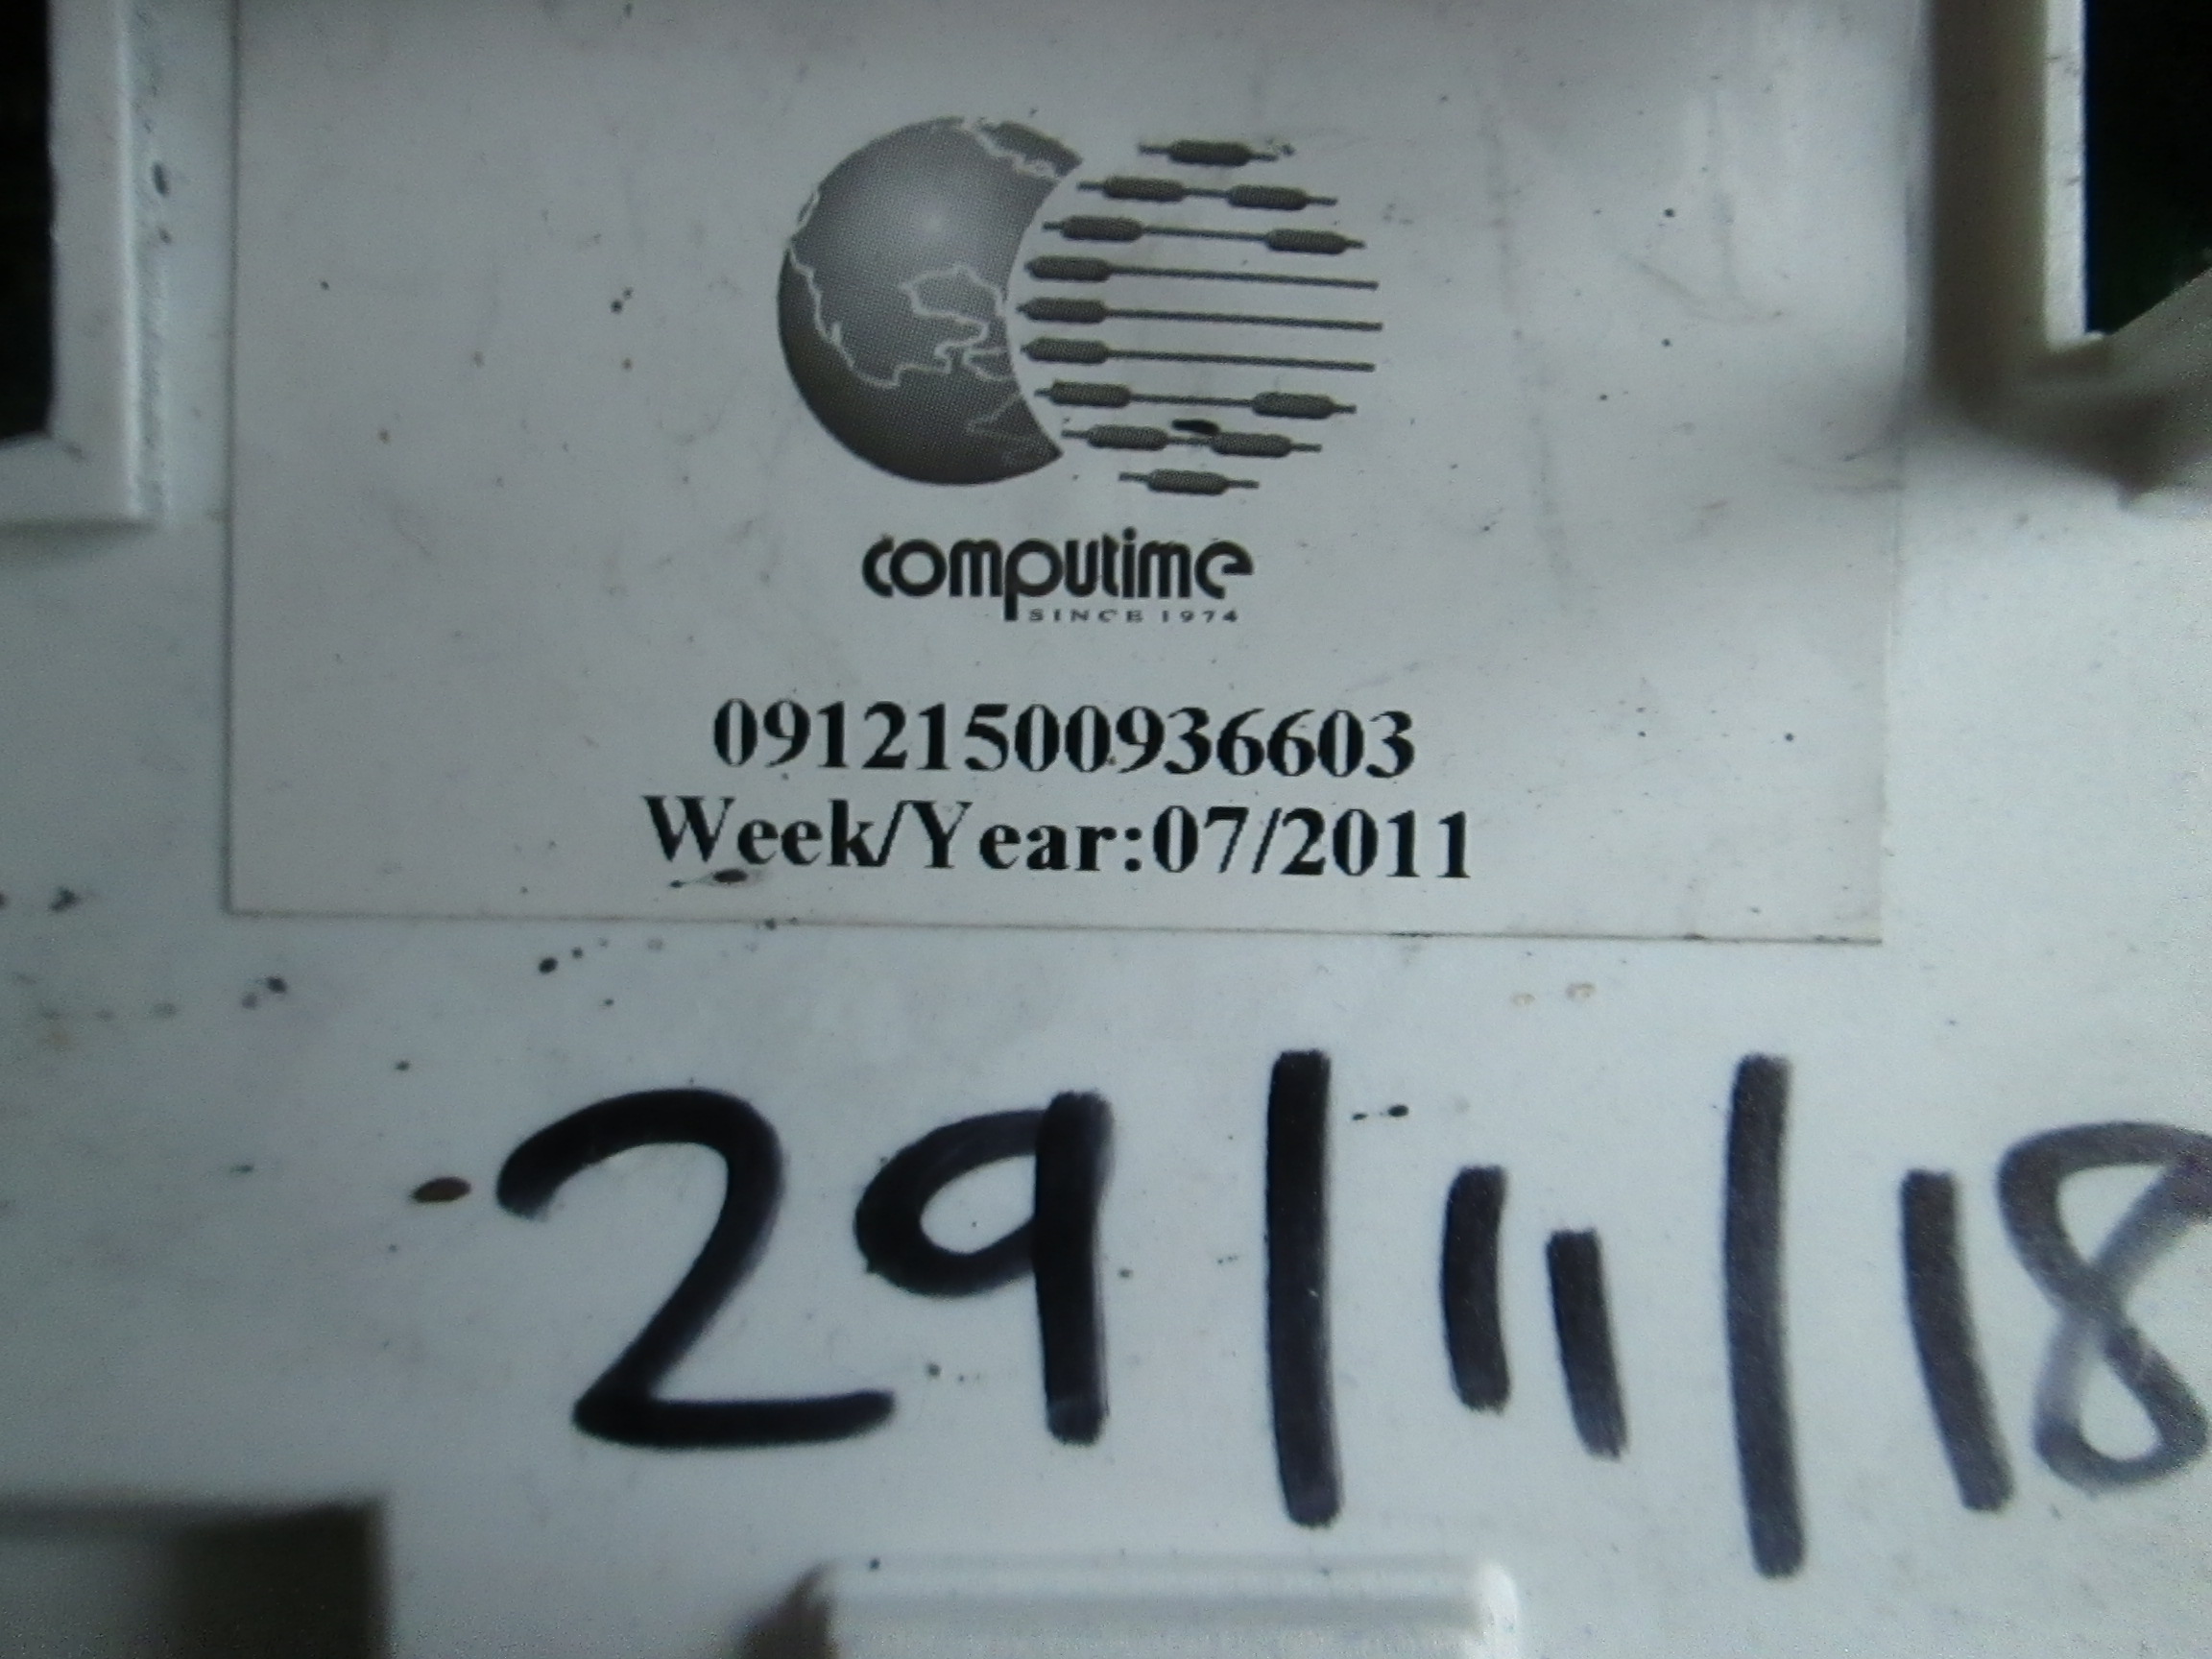 computime
SINCE 1974
09121500936603
Week/Year:07/2011
29/11/18